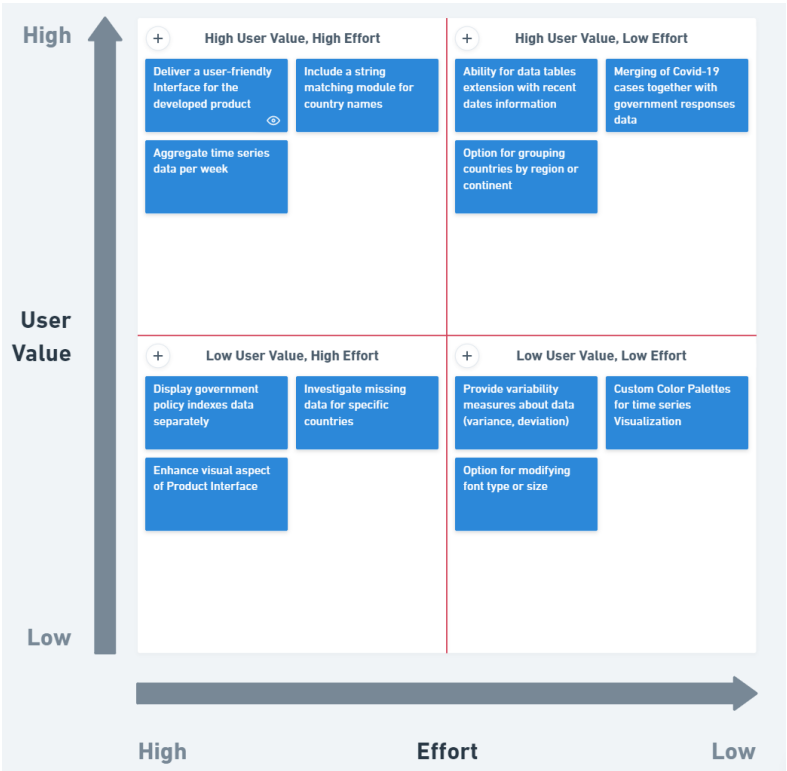 High
+ High User Value, High Effort
Deliver a user-friendly
Interface for the
developed product
Include a string
matching module for
country names
Aggregate time series
data per week
+ High User Value, Low Effort
Ability for data tables
extension with recent
dates information
Merging of Covid-19
cases together with
government responses
data
Option for grouping
countries by region or
continent
User
Value
+ Low User Value, High Effort
Display government
policy indexes data
separately
Investigate missing
data for specific
countries
Enhance visual aspect
of Product Interface
+ Low User Value, Low Effort
Provide variability
measures about data
(variance, deviation)
Custom Color Palettes
for time series
Visualization
Option for modifying
font type or size
Low
High
Effort
Low